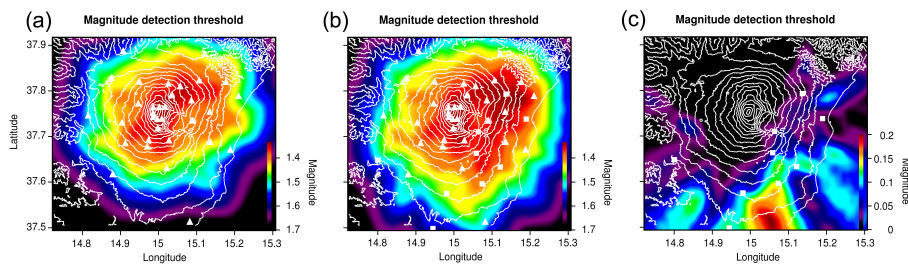 (a) Magnitude detection threshold
(b) Magnitude detection threshold
(c) Magnitude detection threshold
37.9
37.8
37.7
37.6
37.5
Latitude
14.8 14.9 15 15.1 15.2 15.3
Longitude
1.4
1.5
1.6
1.7
Magnitude
14.8 14.9 15 15.1 15.2 15.3
Longitude
1.4
1.5
1.6
1.7
Magnitude
14.8 14.9 15 15.1 15.2 15.3
Longitude
0.2
0.15
0.1
0.05
0
Magnitude